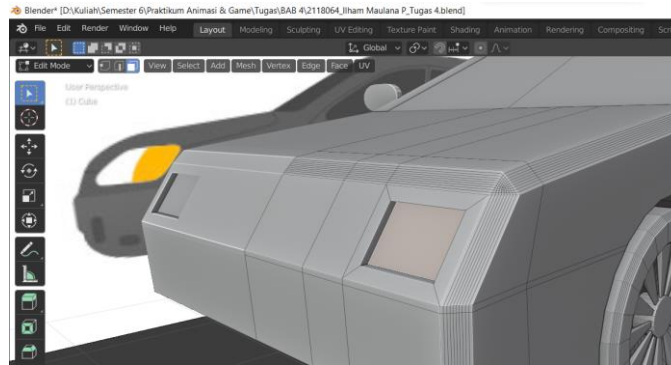 Blender* [D:\Kuliah\Semester 6\Praktikum Animasi & Game\Tugas\BAB 4\2118064_Ilham Maulana P_Tugas 4.blend]
File Edit Render Window Help Layout Modeling Sculpting UV Editing Texture Paint Shading Animation Rendering Compositing Scri
Global
Edit Mode View Select Add Mesh Vertex Edge Face UV
User Perspective
(1) Cube